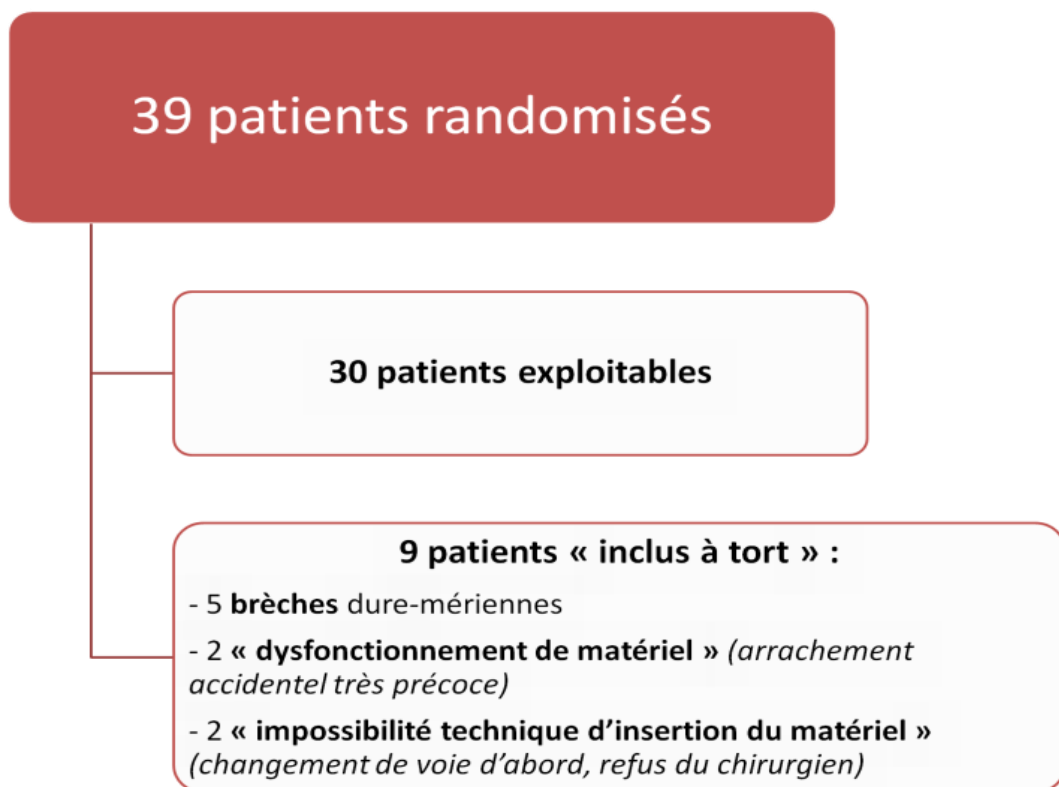 39 patients randomisés
30 patients exploitables
9 patients « inclus à tort » :
- 5 brèches dure-mériennes
- 2 « dysfonctionnement de matériel » (arrachement
accidentel très précoce)
- 2 « impossibilité technique d’insertion du matériel »
(changement de voie d’abord, refus du chirurgien)